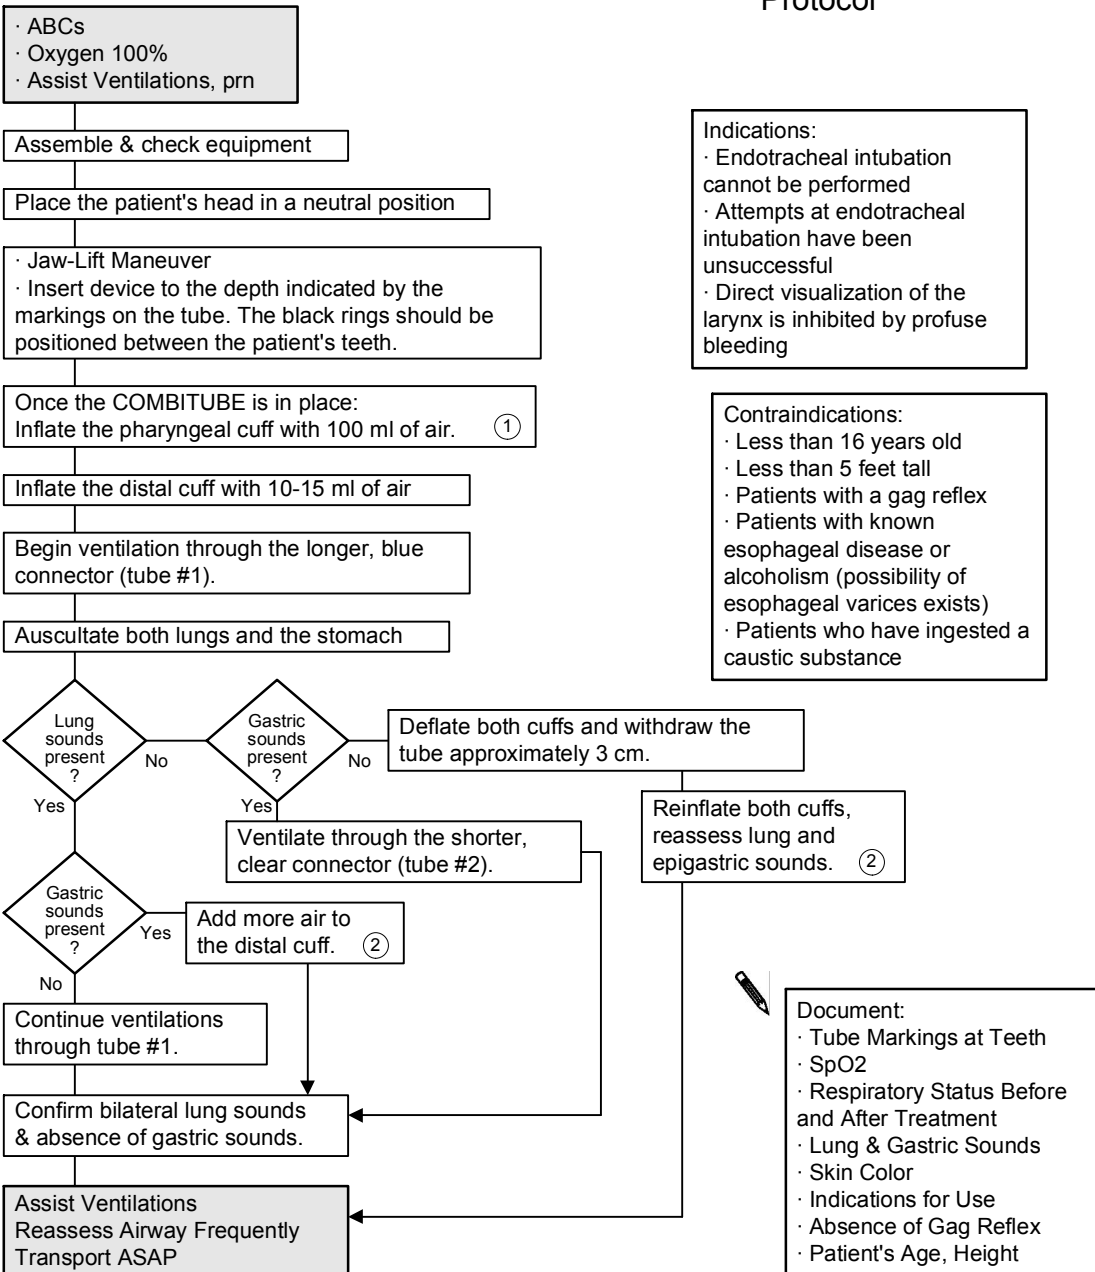 Protocol
· ABCs
· Oxygen 100%
· Assist Ventilations, prn
Assemble & check equipment
Place the patient's head in a neutral position
· Jaw-Lift Maneuver
· Insert device to the depth indicated by the
markings on the tube. The black rings should be
positioned between the patient's teeth.
Once the COMBITUBE is in place:
Inflate the pharyngeal cuff with 100 ml of air. 1
Inflate the distal cuff with 10-15 ml of air
Begin ventilation through the longer, blue
connector (tube #1).
Auscultate both lungs and the stomach
Indications:
· Endotracheal intubation
cannot be performed
· Attempts at endotracheal
intubation have been
unsuccessful
· Direct visualization of the
larynx is inhibited by profuse
bleeding
Contraindications:
· Less than 16 years old
· Less than 5 feet tall
· Patients with a gag reflex
· Patients with known
esophageal disease or
alcoholism (possibility of
esophageal varices exists)
· Patients who have ingested a
caustic substance
Lung
sounds
present
?
No
Yes
Gastric
sounds
present
?
No
Yes
Deflate both cuffs and withdraw the
tube approximately 3 cm.
Reinflate both cuffs,
reassess lung and
epigastric sounds. 2
Ventilate through the shorter,
clear connector (tube #2).
Gastric
sounds
present
?
Yes
No
Add more air to
the distal cuff. 2
Continue ventilations
through tube #1.
Confirm bilateral lung sounds
& absence of gastric sounds.
Assist Ventilations
Reassess Airway Frequently
Transport ASAP
Document:
· Tube Markings at Teeth
· SpO2
· Respiratory Status Before
and After Treatment
· Lung & Gastric Sounds
· Skin Color
· Indications for Use
· Absence of Gag Reflex
· Patient's Age, Height